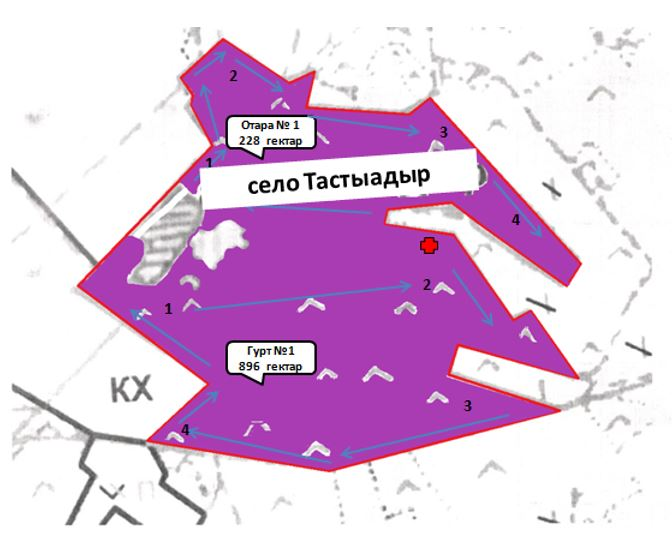 2
Отара № 1
228 гектар
3
1
село Тастыадыр
4
2
1
Гурт №1
896 гектар
КХ
3
4